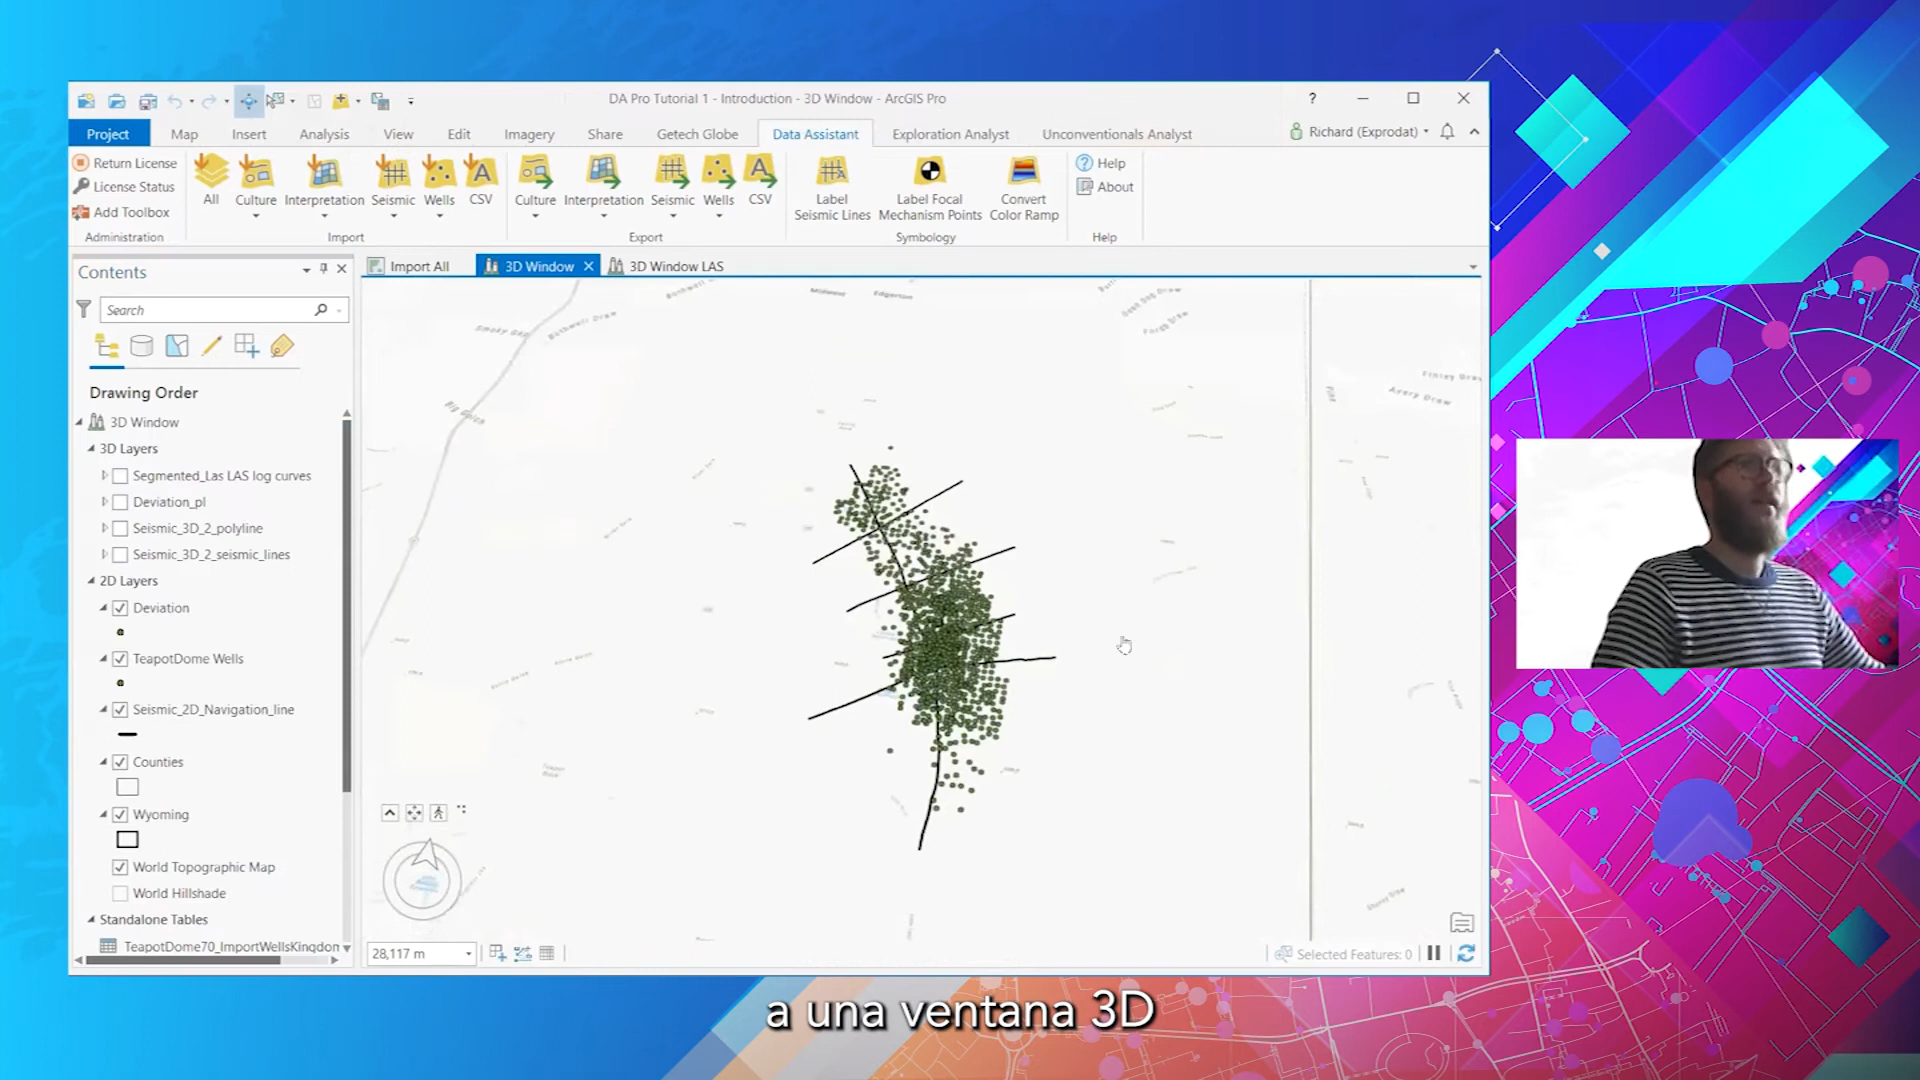 DA Pro Tutorial 1 - Introduction - 3D Window - ArcGIS Pro
?
Project Map Insert Analysis View Edit Imagery Share Getech Globe Data Assistant Exploration Analyst Unconventionals Analyst
Richard (Exprodat)
Return License
License Status
Add Toolbox
Administration
All Culture Interpretation Seismic Wells CSV
Import
Culture Interpretation Seismic Wells CSV
Export
Label Seismic Lines
Label Focal Mechanism Points
Convert Color Ramp
Symbology
Help
About
Help
Contents
Import All
3D Window
3D Window LAS
Search
Drawing Order
3D Window
3D Layers
Segmented_Las LAS log curves
Deviation_pl
Seismic_3D_2_polyline
Seismic_3D_2_seismic_lines
2D Layers
Deviation
TeapotDome Wells
Seismic_2D_Navigation_line
Counties
Wyoming
World Topographic Map
World Hillshade
Standalone Tables
TeapotDome70_ImportWellsKingdon
Bothwell Draw
Midwest
Edgerton
28,117 m
Selected Features: 0
a una ventana 3D